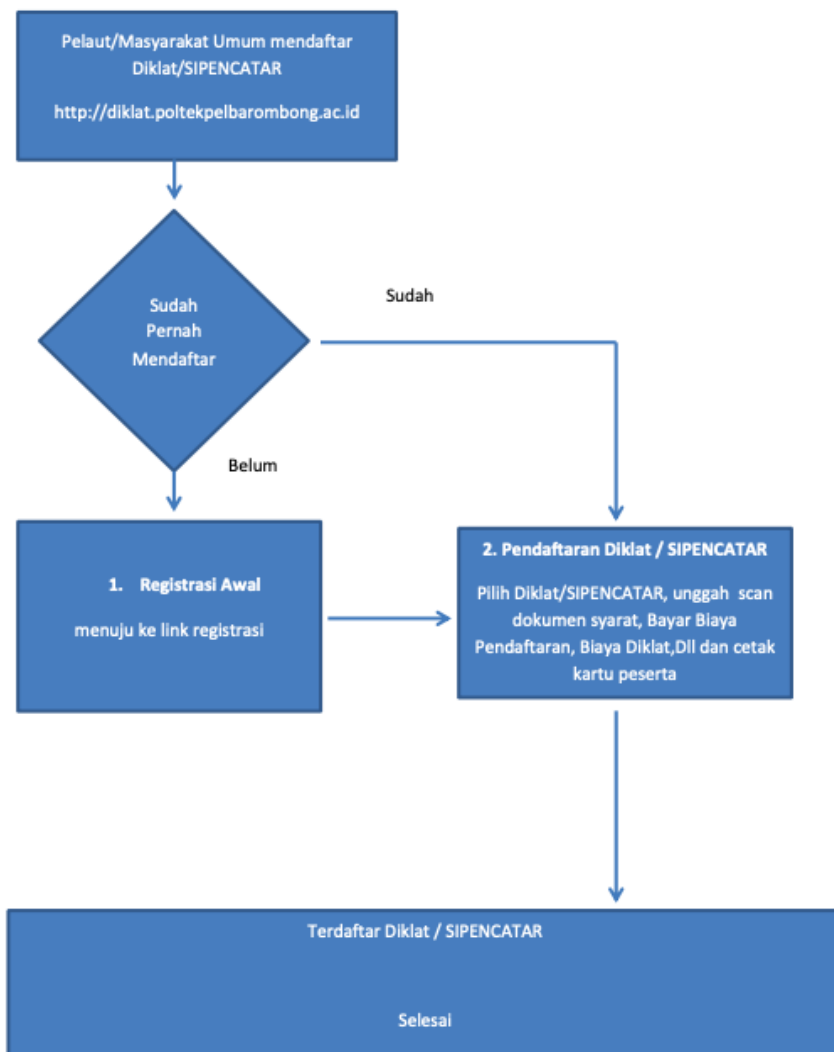 Pelaut/Masyarakat Umum mendaftar
Diklat/SIPENCATAR
http://diklat.poltekpelbarombong.ac.id
Sudah
Pernah
Mendaftar
Sudah
Belum
1. Registrasi Awal
menuju ke link registrasi
2. Pendaftaran Diklat / SIPENCATAR
Pilih Diklat/SIPENCATAR, unggah scan
dokumen syarat, Bayar Biaya
Pendaftaran, Biaya Diklat,Dll dan cetak
kartu peserta
Terdaftar Diklat / SIPENCATAR
Selesai